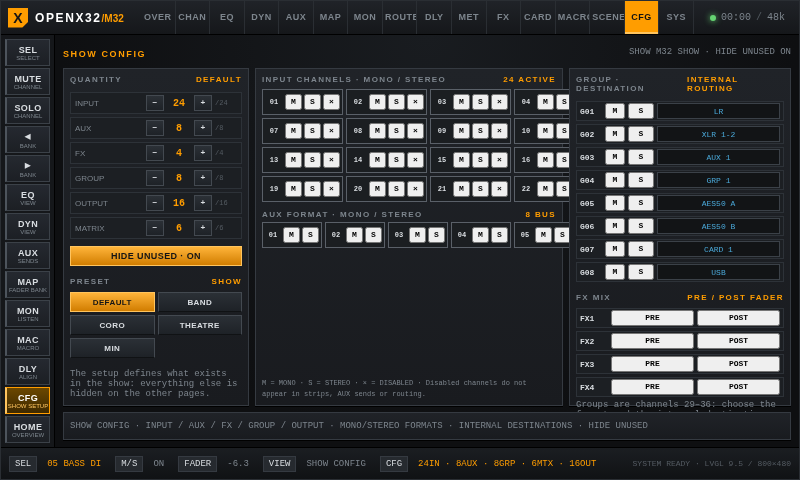 X OPENX32/M32 OVER CHAN EQ DYN AUX MAP MON ROUTE DLY MET FX CARD MACR SCENE CFG SYS 00:00 / 48k
SEL
SELECT
MUTE
CHANNEL
SOLO
CHANNEL
◄
BANK
►
BANK
EQ
VIEW
DYN
VIEW
AUX
SENDS
MAP
FADER BANK
MON
LISTEN
MAC
MACRO
DLY
ALIGN
CFG
SHOW SETUP
HOME
OVERVIEW
SHOW CONFIG
SHOW M32 SHOW · HIDE UNUSED ON
QUANTITY DEFAULT
INPUT − 24 + /24
AUX − 8 + /8
FX − 4 + /4
GROUP − 8 + /8
OUTPUT − 16 + /16
MATRIX − 6 + /6
HIDE UNUSED · ON
PRESET SHOW
DEFAULT BAND
CORO THEATRE
MIN
The setup defines what exists
in the show: everything else is
hidden on the other pages.
INPUT CHANNELS · MONO / STEREO 24 ACTIVE
01 M S × 02 M S × 03 M S × 04 M S
07 M S × 08 M S × 09 M S × 10 M S
13 M S × 14 M S × 15 M S × 16 M S
19 M S × 20 M S × 21 M S × 22 M S
AUX FORMAT · MONO / STEREO 8 BUS
01 M S 02 M S 03 M S 04 M S 05 M S
M = MONO · S = STEREO · × = DISABLED · Disabled channels do not
appear in strips, AUX sends or routing.
GROUP ·
DESTINATION
INTERNAL
ROUTING
G01 M S LR
G02 M S XLR 1-2
G03 M S AUX 1
G04 M S GRP 1
G05 M S AES50 A
G06 M S AES50 B
G07 M S CARD 1
G08 M S USB
FX MIX PRE / POST FADER
FX1 PRE POST
FX2 PRE POST
FX3 PRE POST
FX4 PRE POST
Groups are channels 29–36: choose the
SHOW CONFIG · INPUT / AUX / FX / GROUP / OUTPUT · MONO/STEREO FORMATS · INTERNAL DESTINATIONS · HIDE UNUSED
SEL 05 BASS DI M/S ON FADER -6.3 VIEW SHOW CONFIG CFG 24IN · 8AUX · 8GRP · 6MTX · 16OUT SYSTEM READY · LVGL 9.5 / 800×480